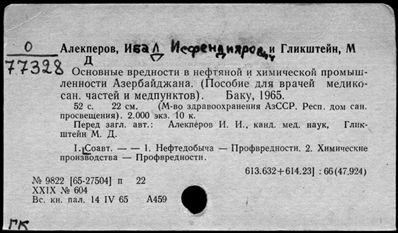 О
77328
Алекперов, Ибал Исфендиярович и Гликштейн, М
Д
Основные вредности в нефтяной и химической промыш-
ленности Азербайджана. (Пособие для врачей медико-
сан. частей и медпунктов). Баку, 1965.
52 с. 22 см. (М-во здравоохранения АзССР. Респ. дом сан.
просвещения). 2.000 экз. 10 к.
Перед загл. авт.: Алекперов И. И., канд. мед. наук, Глик-
штейн М. Д.
1. Соавт. — — 1. Нефтедобыча — Профвредности. 2. Химические
производства — Профвредности.
613.632+614.23] : 66(47.924)
№ 9822 [65-27504] п 22
XXIX № 604
Вс. кн. пал. 14 IV 65 А459
ГК